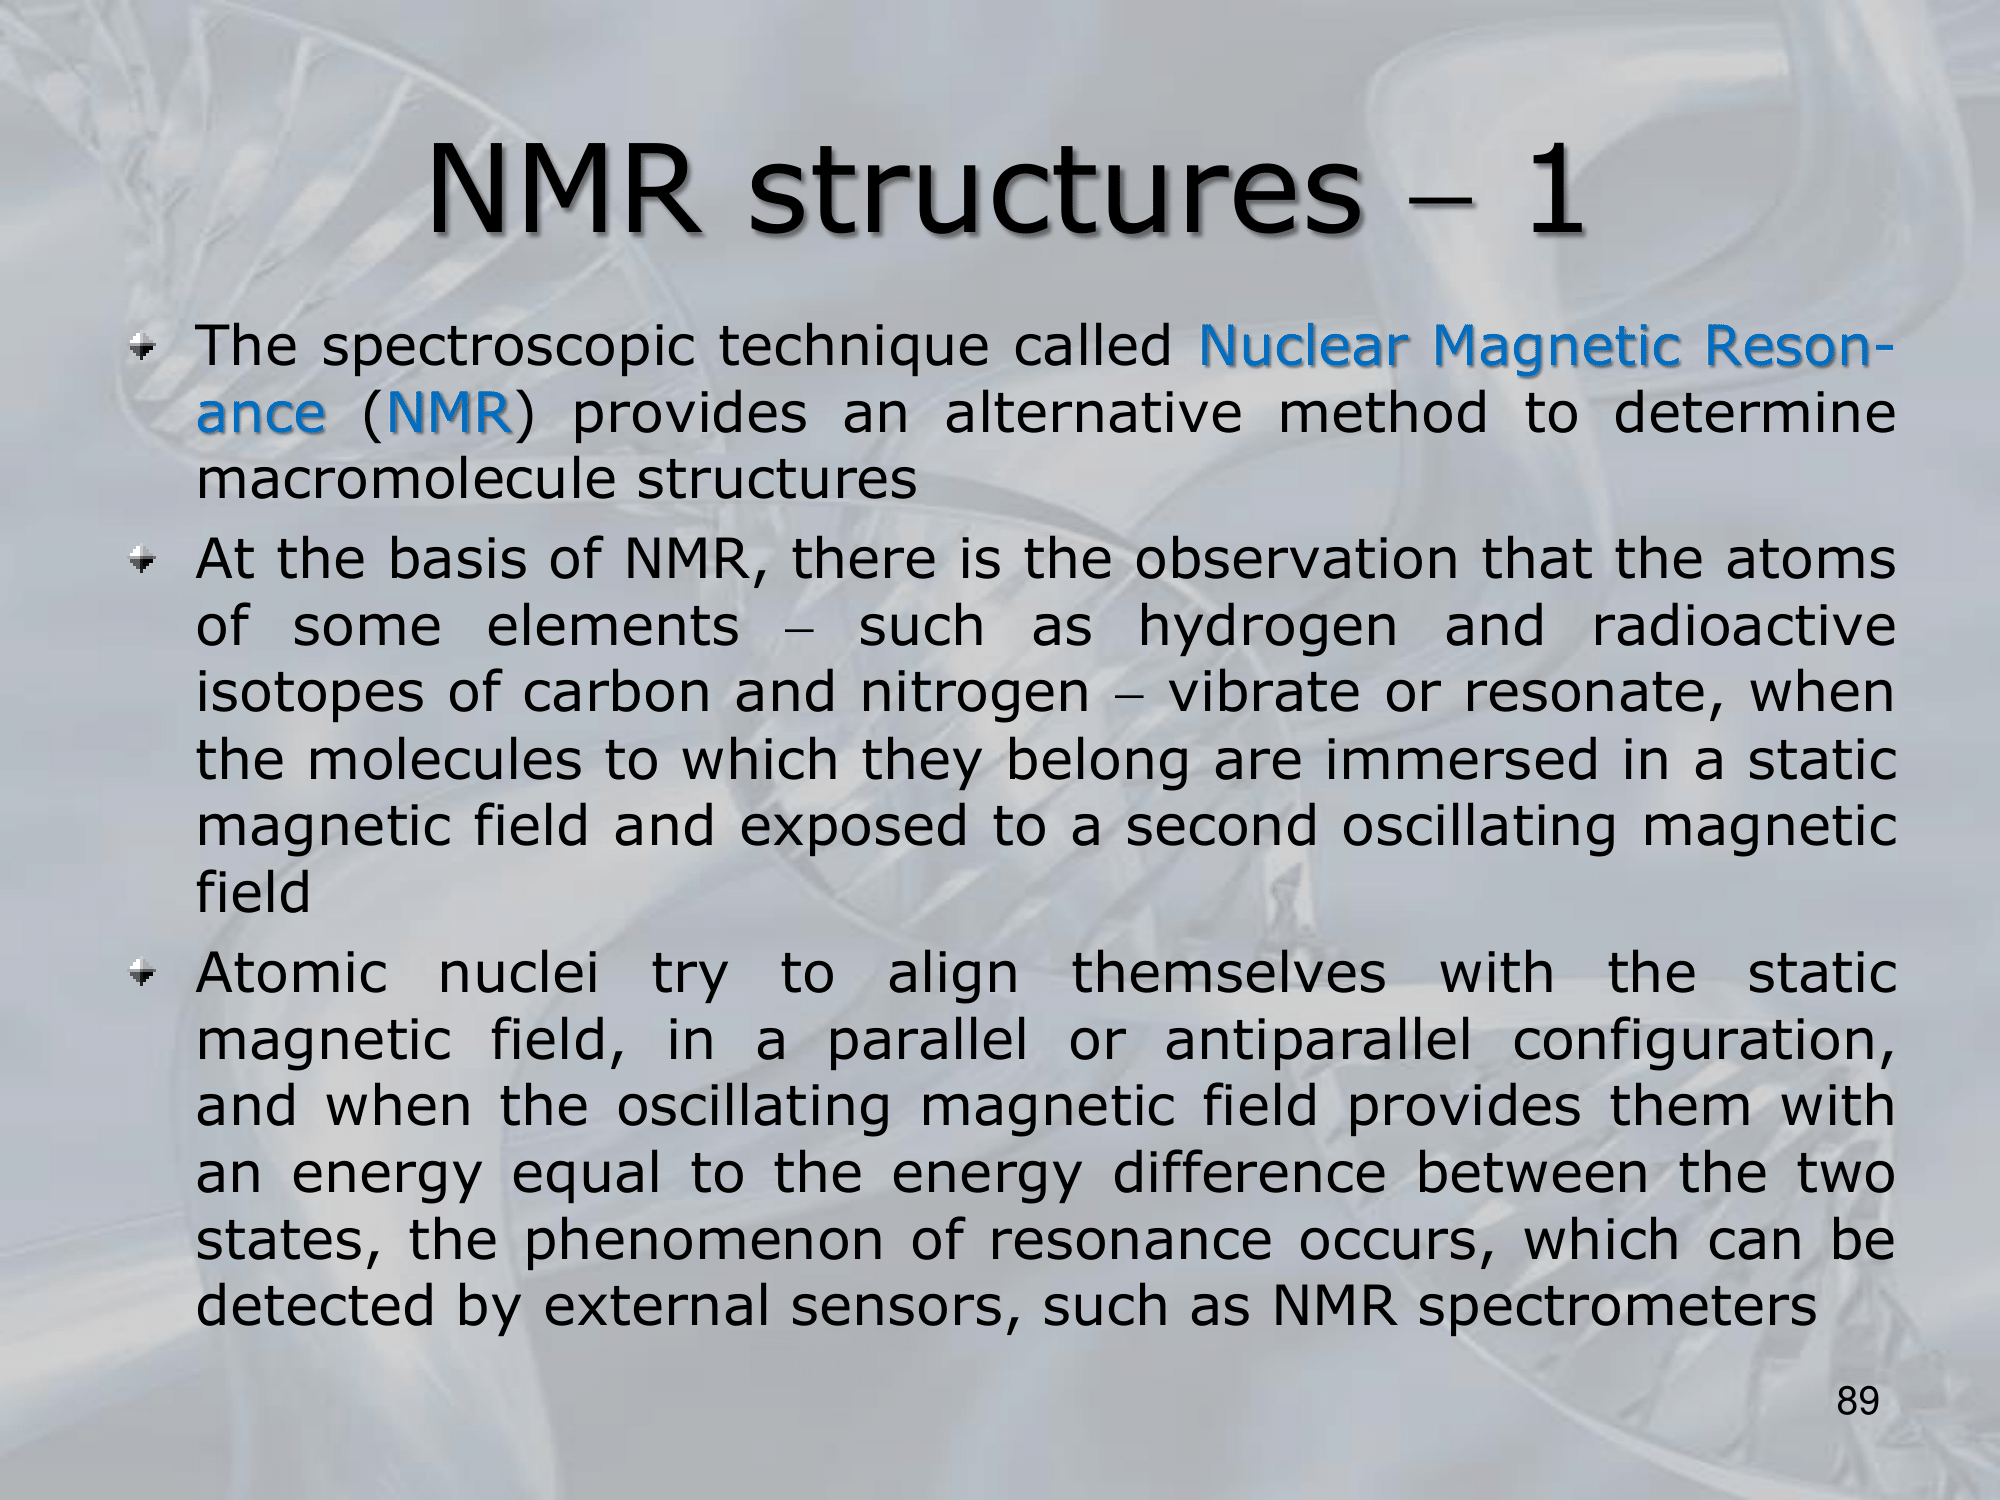 NMR structures – 1
The spectroscopic technique called Nuclear Magnetic Reson-
ance (NMR) provides an alternative method to determine
macromolecule structures
At the basis of NMR, there is the observation that the atoms
of some elements – such as hydrogen and radioactive
isotopes of carbon and nitrogen – vibrate or resonate, when
the molecules to which they belong are immersed in a static
magnetic field and exposed to a second oscillating magnetic
field
Atomic nuclei try to align themselves with the static
magnetic field, in a parallel or antiparallel configuration,
and when the oscillating magnetic field provides them with
an energy equal to the energy difference between the two
states, the phenomenon of resonance occurs, which can be
detected by external sensors, such as NMR spectrometers
89